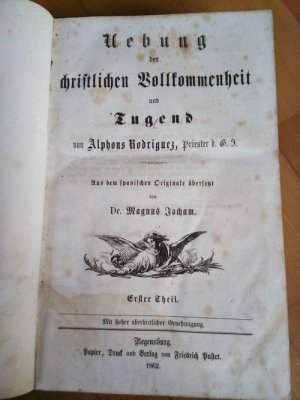 Uebung
der
christlichen Vollkommenheit
und
Tugend
von Alphons Rodriguez, Priester d. G. J.
Aus dem spanischen Originale übersetzt
von
Dr. Magnus Jocham.
Erster Theil.
Mit hoher oberhirtlicher Genehmigung.
Regensburg.
Papier, Druck und Verlag von Friedrich Pustet.
1862.